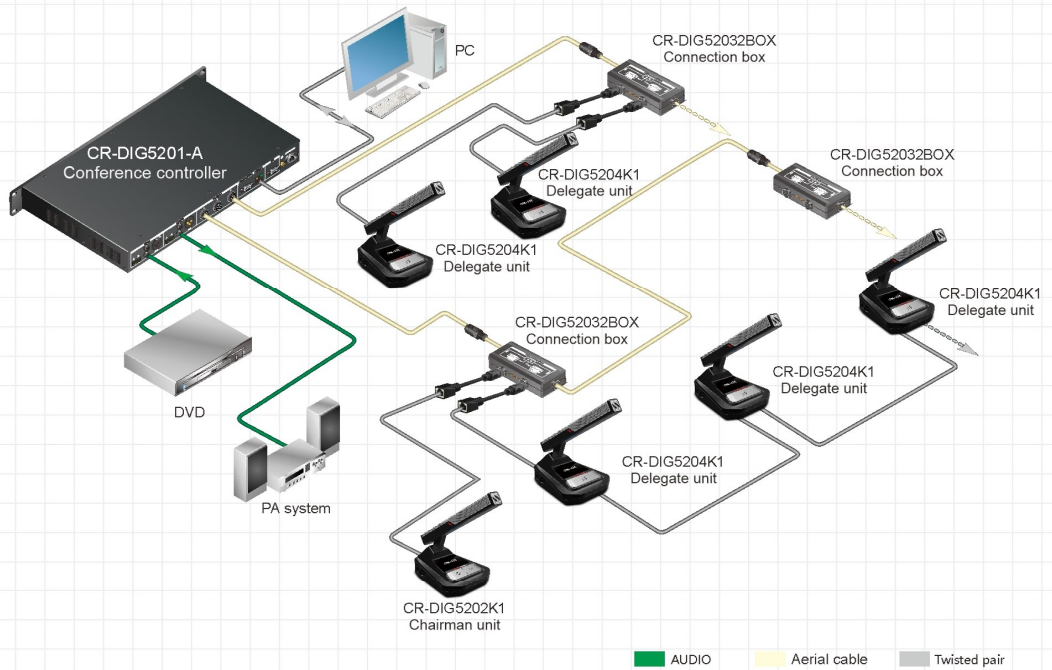 PC
CR-DIG52032BOX
Connection box
CR-DIG5201-A
Conference controller
CR-DIG52032BOX
Connection box
CR-DIG5204K1
Delegate unit
CR-DIG5204K1
Delegate unit
CR-DIG5204K1
Delegate unit
CR-DIG52032BOX
Connection box
CR-DIG5204K1
Delegate unit
DVD
CR-DIG5204K1
Delegate unit
PA system
CR-DIG5202K1
Chairman unit
AUDIO
Aerial cable
Twisted pair